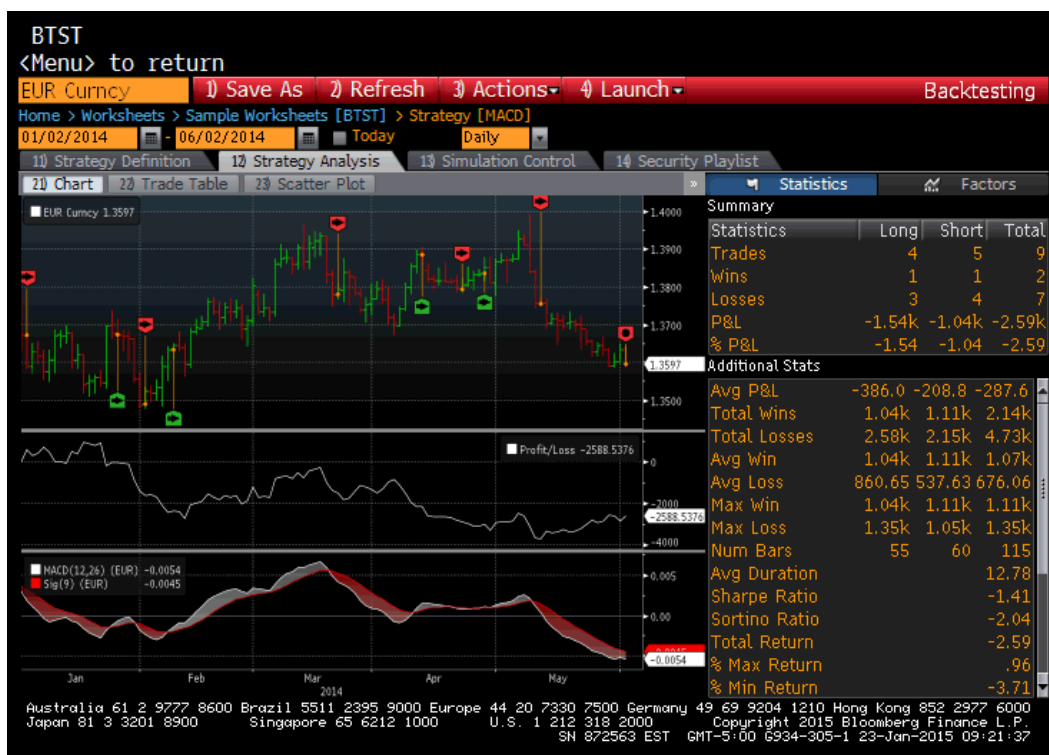 BTST
<Menu> to return
EUR Curncy 1) Save As 2) Refresh 3) Actions 4) Launch Backtesting
Home > Worksheets > Sample Worksheets [BTST] > Strategy [MACD]
01/02/2014 - 06/02/2014 Today Daily
11) Strategy Definition 12) Strategy Analysis 13) Simulation Control 14) Security Playlist
21) Chart 22) Trade Table 23) Scatter Plot » Statistics Factors
EUR Curncy 1.3597
1.4000
1.3900
1.3800
1.3700
1.3597
1.3500
Profit/Loss -2588.5376
0
-2000
-2588.5376
-4000
MACD(12,26) (EUR) -0.0054
Sig(9) (EUR) -0.0045
0.005
0.00
-0.0045
-0.0054
Jan Feb Mar Apr May
2014
Summary
Statistics Long Short Total
Trades 4 5 9
Wins 1 1 2
Losses 3 4 7
P&L -1.54k -1.04k -2.59k
% P&L -1.54 -1.04 -2.59
Additional Stats
Avg P&L -386.0 -208.8 -287.6
Total Wins 1.04k 1.11k 2.14k
Total Losses 2.58k 2.15k 4.73k
Avg Win 1.04k 1.11k 1.07k
Avg Loss 860.65 537.63 676.06
Max Win 1.04k 1.11k 1.11k
Max Loss 1.35k 1.05k 1.35k
Num Bars 55 60 115
Avg Duration 12.78
Sharpe Ratio -1.41
Sortino Ratio -2.04
Total Return -2.59
% Max Return .96
% Min Return -3.71
Australia 61 2 9777 8600 Brazil 5511 2395 9000 Europe 44 20 7330 7500 Germany 49 69 9204 1210 Hong Kong 852 2977 6000
Japan 81 3 3201 8900 Singapore 65 6212 1000 U.S. 1 212 318 2000 Copyright 2015 Bloomberg Finance L.P.
SN 872563 EST GMT-5:00 G934-305-1 23-Jan-2015 09:21:37